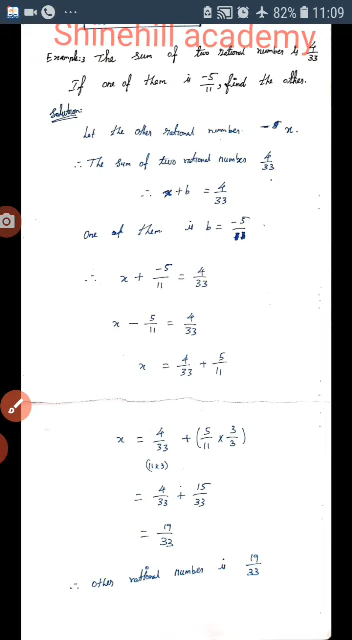 82% 11:09
Shinehill academy
Example:3 The sum of two rational number is 4/33
If one of them is -5/11, find the other.
Solution:
Let the other rational number - x.
∴ The sum of two rational number 4/33
∴ x + b = 4/33
One of them is b = -5/11
∴ x + -5/11 = 4/33
x - 5/11 = 4/33
x = 4/33 + 5/11
x = 4/33 + (5/11 × 3/3)
(11×3)
= 4/33 + 15/33
= 19/33
∴ other rational number is 19/33